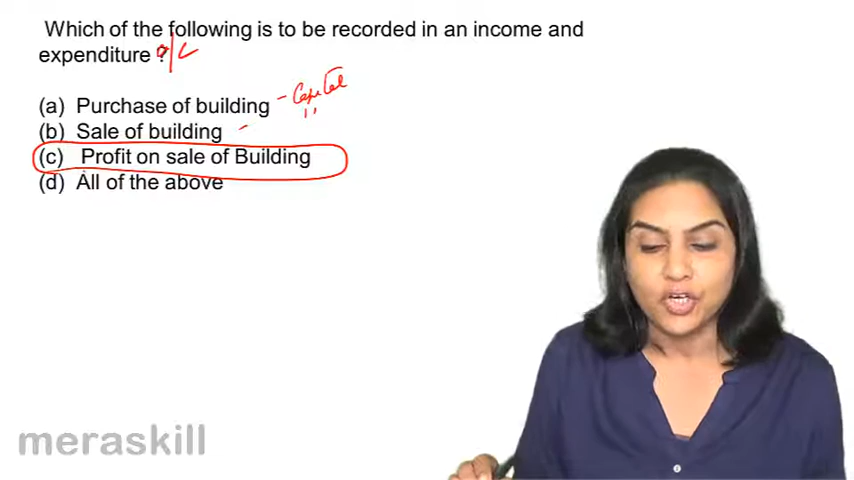 Which of the following is to be recorded in an income and
expenditure ? a/c
(a) Purchase of building - Capital
(b) Sale of building - "
(c) Profit on sale of Building
(d) All of the above
meraskill